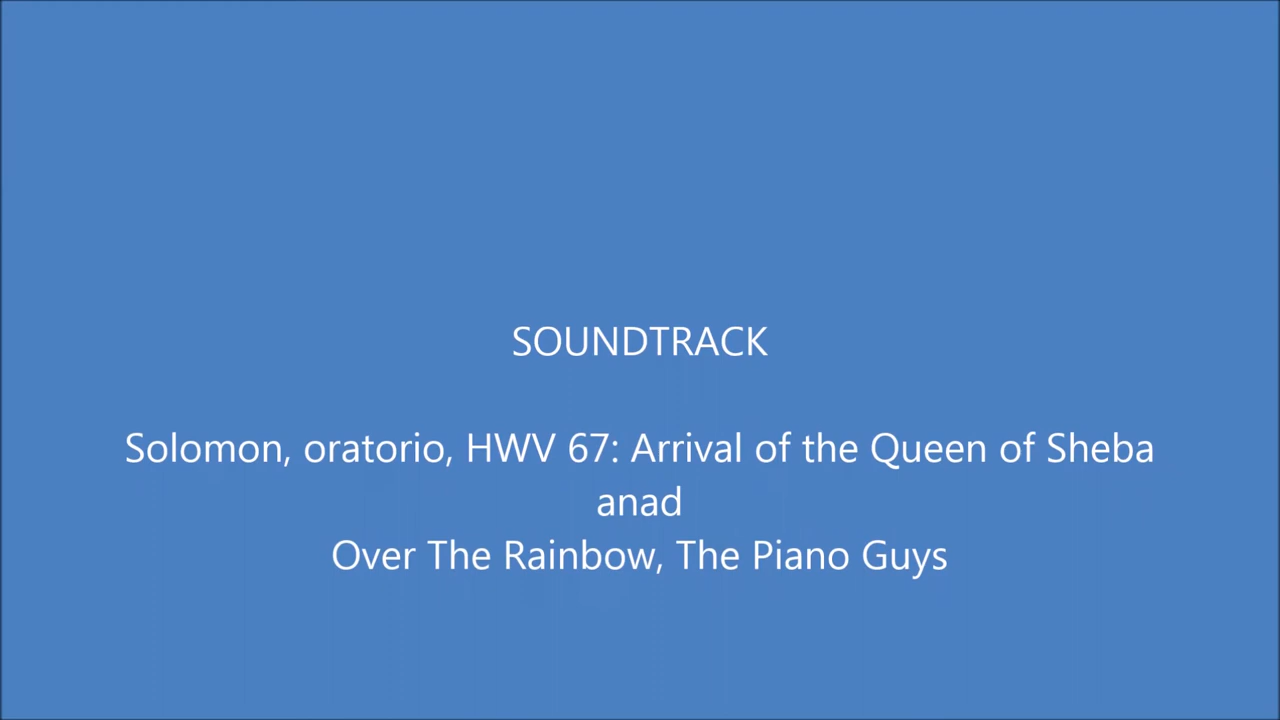 SOUNDTRACK
Solomon, oratorio, HWV 67: Arrival of the Queen of Sheba
anad
Over The Rainbow, The Piano Guys